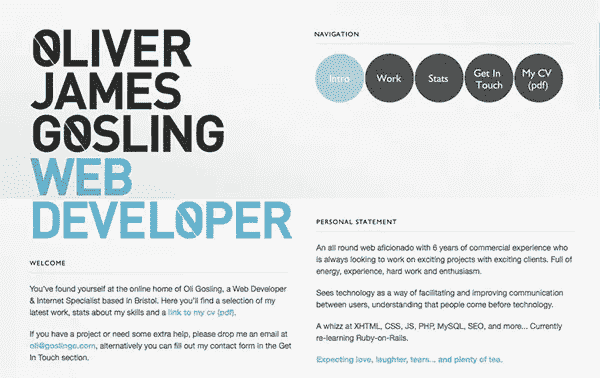 OLIVER
JAMES
GOSLING
WEB
DEVELOPER
NAVIGATION
Intro
Work
Stats
Get In
Touch
My CV
(pdf)
WELCOME
You've found yourself at the online home of Oli Gosling, a Web Developer
& Internet Specialist based in Bristol. Here you'll find a selection of my
latest work, stats about my skills and a link to my cv (pdf).
If you have a project or need some extra help, please drop me an email at
oli@goslingo.com, alternatively you can fill out my contact form in the Get
In Touch section.
PERSONAL STATEMENT
An all round web aficionado with 6 years of commercial experience who
is always looking to work on exciting projects with exciting clients. Full of
energy, experience, hard work and enthusiasm.
Sees technology as a way of facilitating and improving communication
between users, understanding that people come before technology.
A whizz at XHTML, CSS, JS, PHP, MySQL, SEO, and more... Currently
re-learning Ruby-on-Rails.
Expecting love, laughter, tears... and plenty of tea.